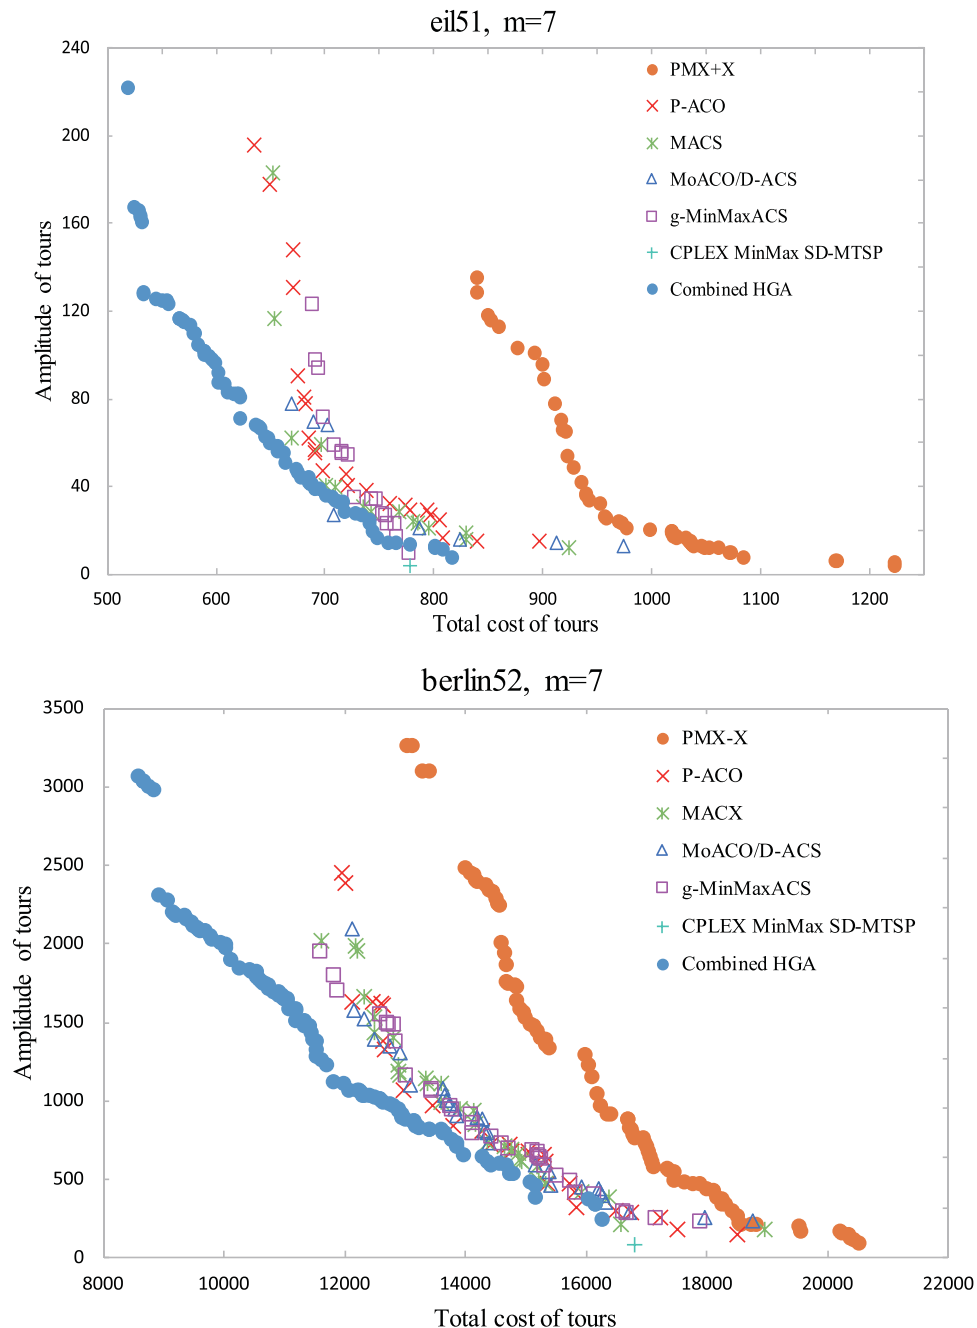 eil51, m=7
240
200
160
120
80
40
0
Amplitude of tours
PMX+X
P-ACO
MACS
MoACO/D-ACS
g-MinMaxACS
CPLEX MinMax SD-MTSP
Combined HGA
500 600 700 800 900 1000 1100 1200
Total cost of tours
berlin52, m=7
3500
3000
2500
2000
1500
1000
500
0
Amplidude of tours
PMX-X
P-ACO
MACX
MoACO/D-ACS
g-MinMaxACS
CPLEX MinMax SD-MTSP
Combined HGA
8000 10000 12000 14000 16000 18000 20000 22000
Total cost of tours